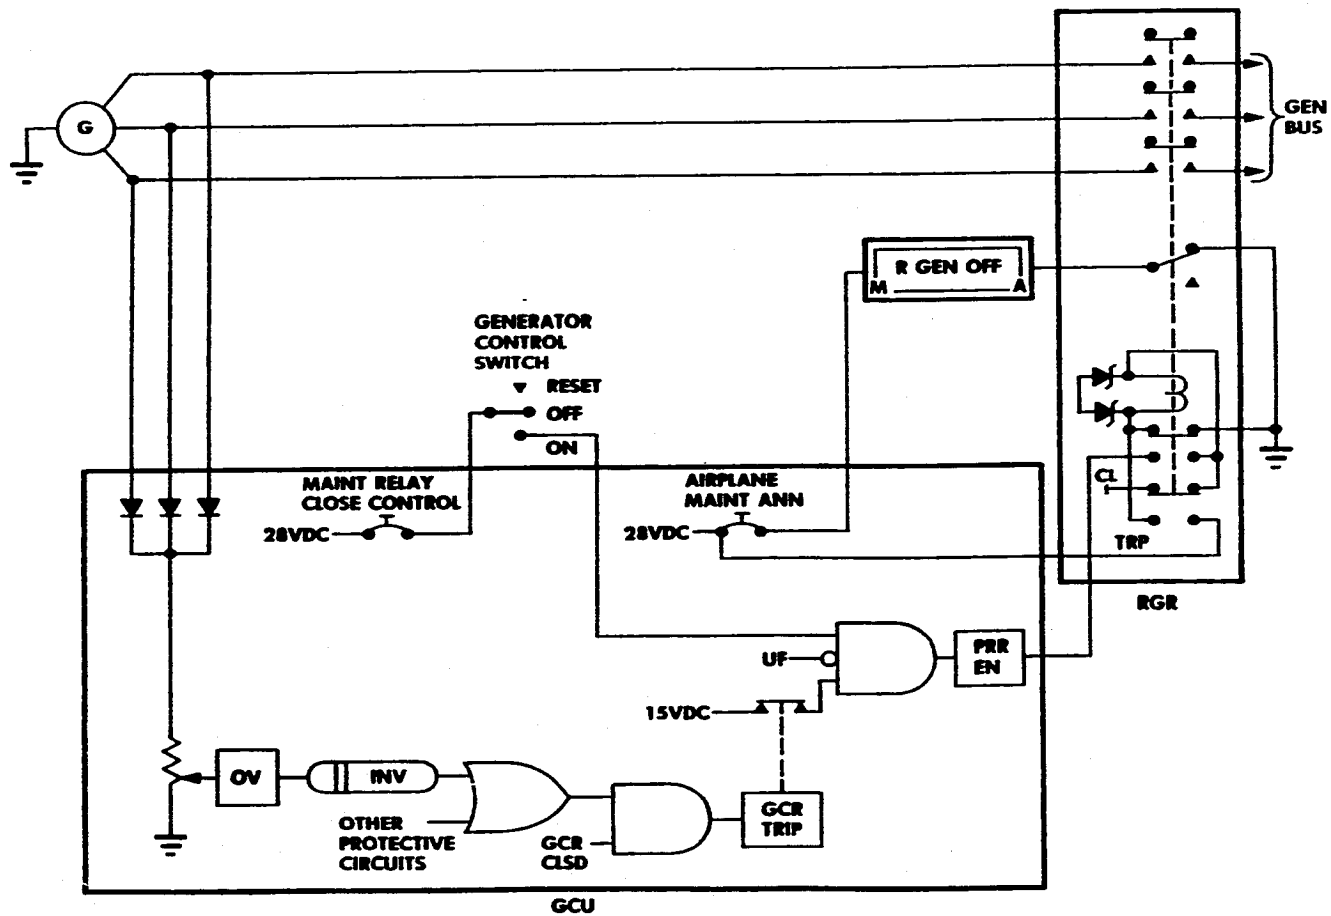 G
GEN
BUS
R GEN OFF
M
A
GENERATOR
CONTROL
SWITCH
RESET
OFF
ON
MAINT RELAY
CLOSE CONTROL
28VDC
AIRPLANE
MAINT ANN
28VDC
CL
TRP
RGR
UF
PRR
EN
15VDC
OV
INV
OTHER
PROTECTIVE
CIRCUITS
GCR
CLSD
GCR
TRIP
GCU